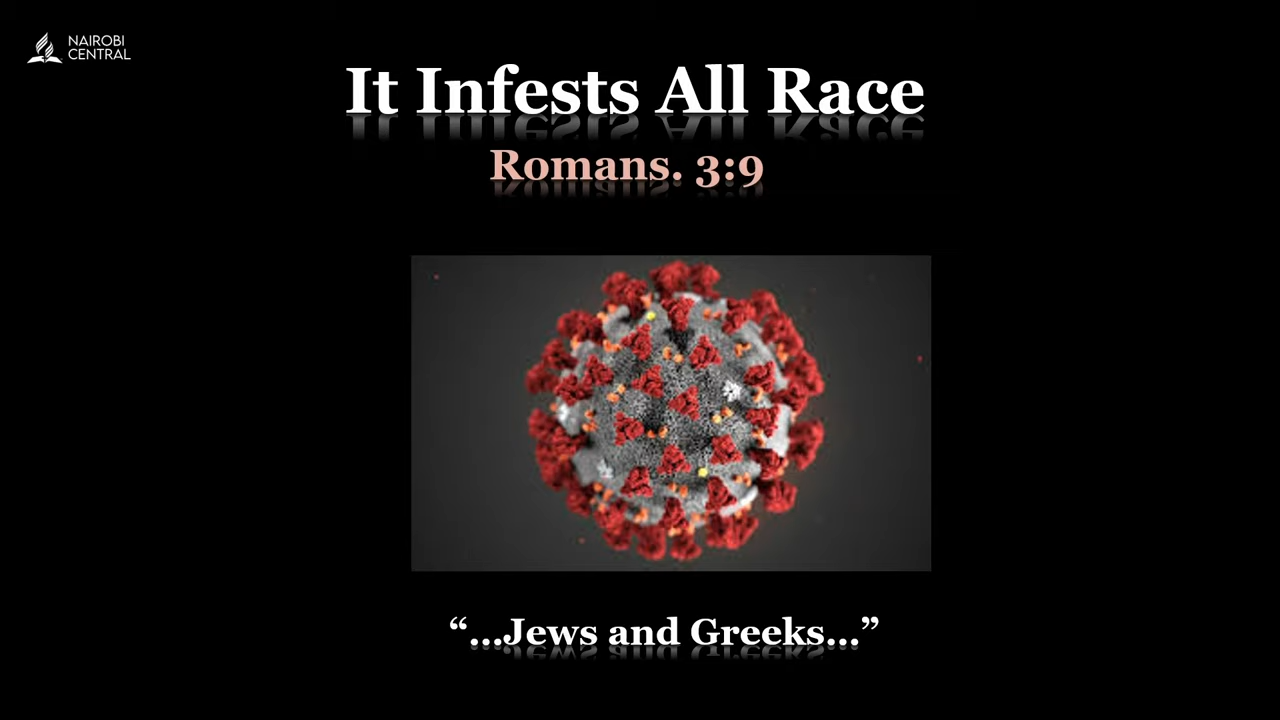 NAIROBI
CENTRAL
It Infests All Race
Romans. 3:9
“...Jews and Greeks...”